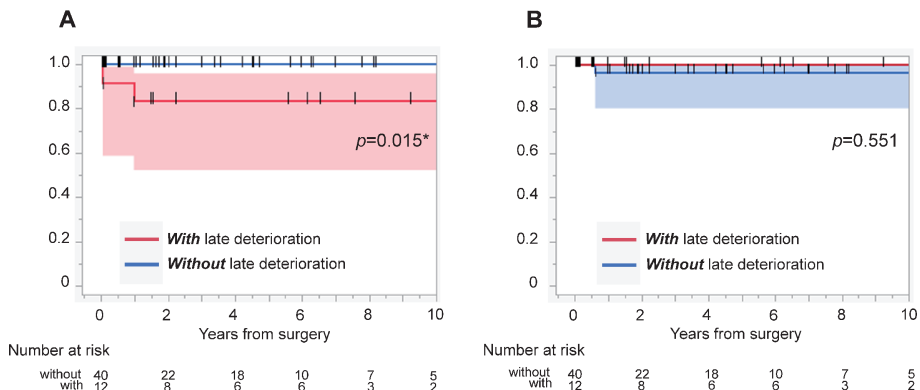 A
1.0
0.8
0.6
0.4
0.2
0
p=0.015*
With late deterioration
Without late deterioration
0 2 4 6 8 10
Years from surgery
Number at risk
without 40 22 18 10 7 5
with 12 8 6 6 3 2
B
1.0
0.8
0.6
0.4
0.2
0
p=0.551
With late deterioration
Without late deterioration
0 2 4 6 8 10
Years from surgery
Number at risk
without 40 22 18 10 7 5
with 12 8 6 6 3 2